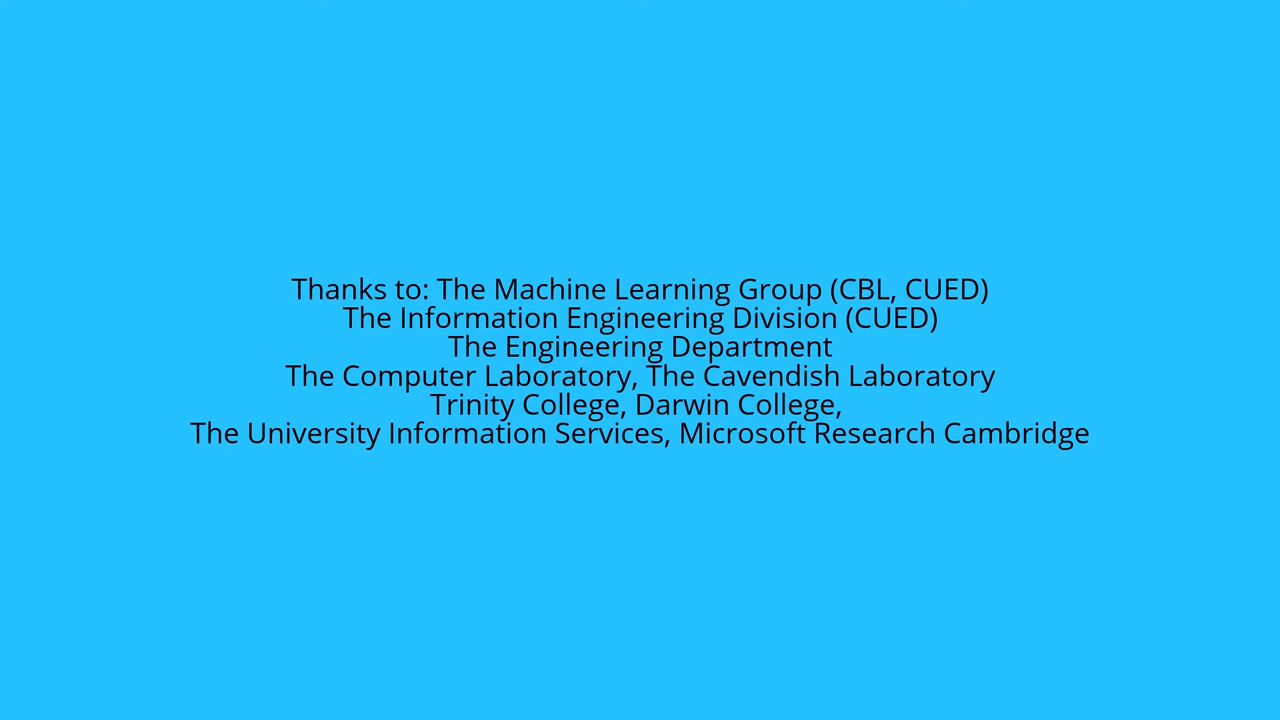 Thanks to: The Machine Learning Group (CBL, CUED)
The Information Engineering Division (CUED)
The Engineering Department
The Computer Laboratory, The Cavendish Laboratory
Trinity College, Darwin College,
The University Information Services, Microsoft Research Cambridge